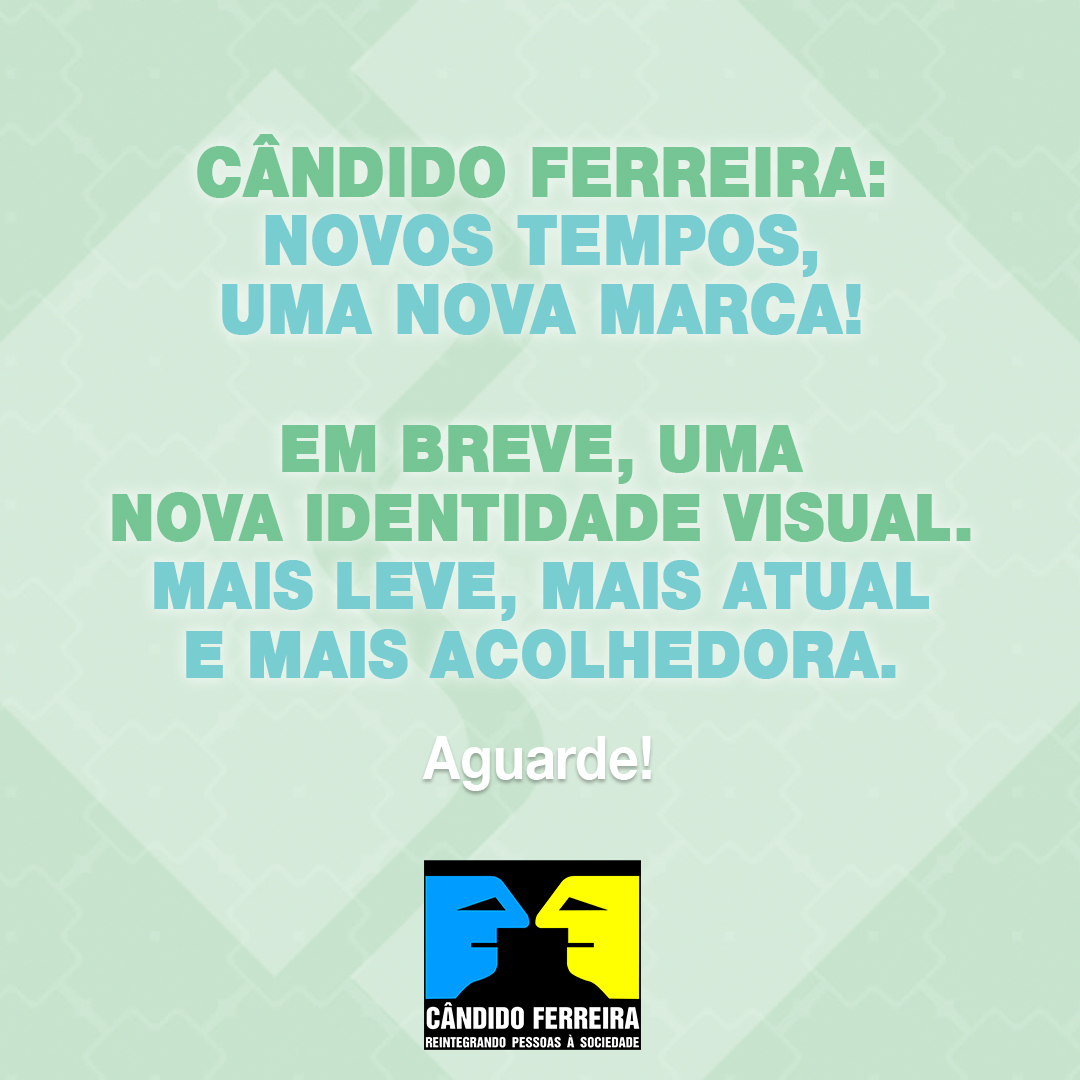 CÂNDIDO FERREIRA:
NOVOS TEMPOS,
UMA NOVA MARCA!
EM BREVE, UMA
NOVA IDENTIDADE VISUAL.
MAIS LEVE, MAIS ATUAL
E MAIS ACOLHEDORA.
Aguarde!
CÂNDIDO FERREIRA
REINTEGRANDO PESSOAS À SOCIEDADE